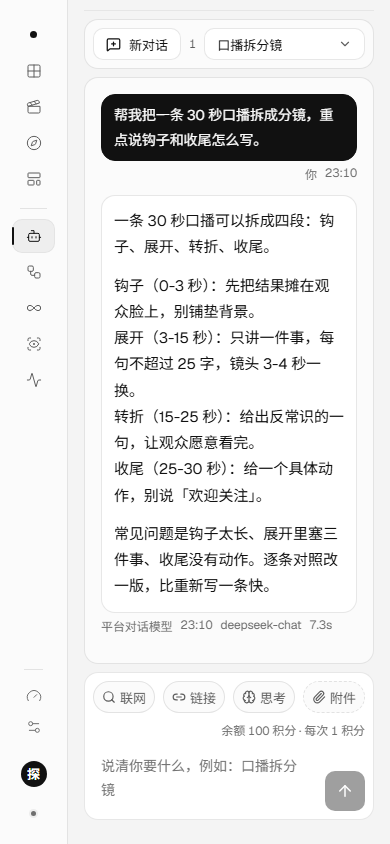 新对话
1
口播拆分镜
帮我把一条 30 秒口播拆成分镜，重
点说钩子和收尾怎么写。
你 23:10
一条 30 秒口播可以拆成四段：钩
子、展开、转折、收尾。
钩子（0-3 秒）：先把结果摊在观
众脸上，别铺垫背景。
展开（3-15 秒）：只讲一件事，每
句不超过 25 字，镜头 3-4 秒一
换。
转折（15-25 秒）：给出反常识的一
句，让观众愿意看完。
收尾（25-30 秒）：给一个具体动
作，别说「欢迎关注」。
常见问题是钩子太长、展开里塞三
件事、收尾没有动作。逐条对照改
一版，比重新写一条快。
平台对话模型 23:10 deepseek-chat 7.3s
联网 链接 思考 附件
余额 100 积分 · 每次 1 积分
说清你要什么，例如：口播拆分
镜
探